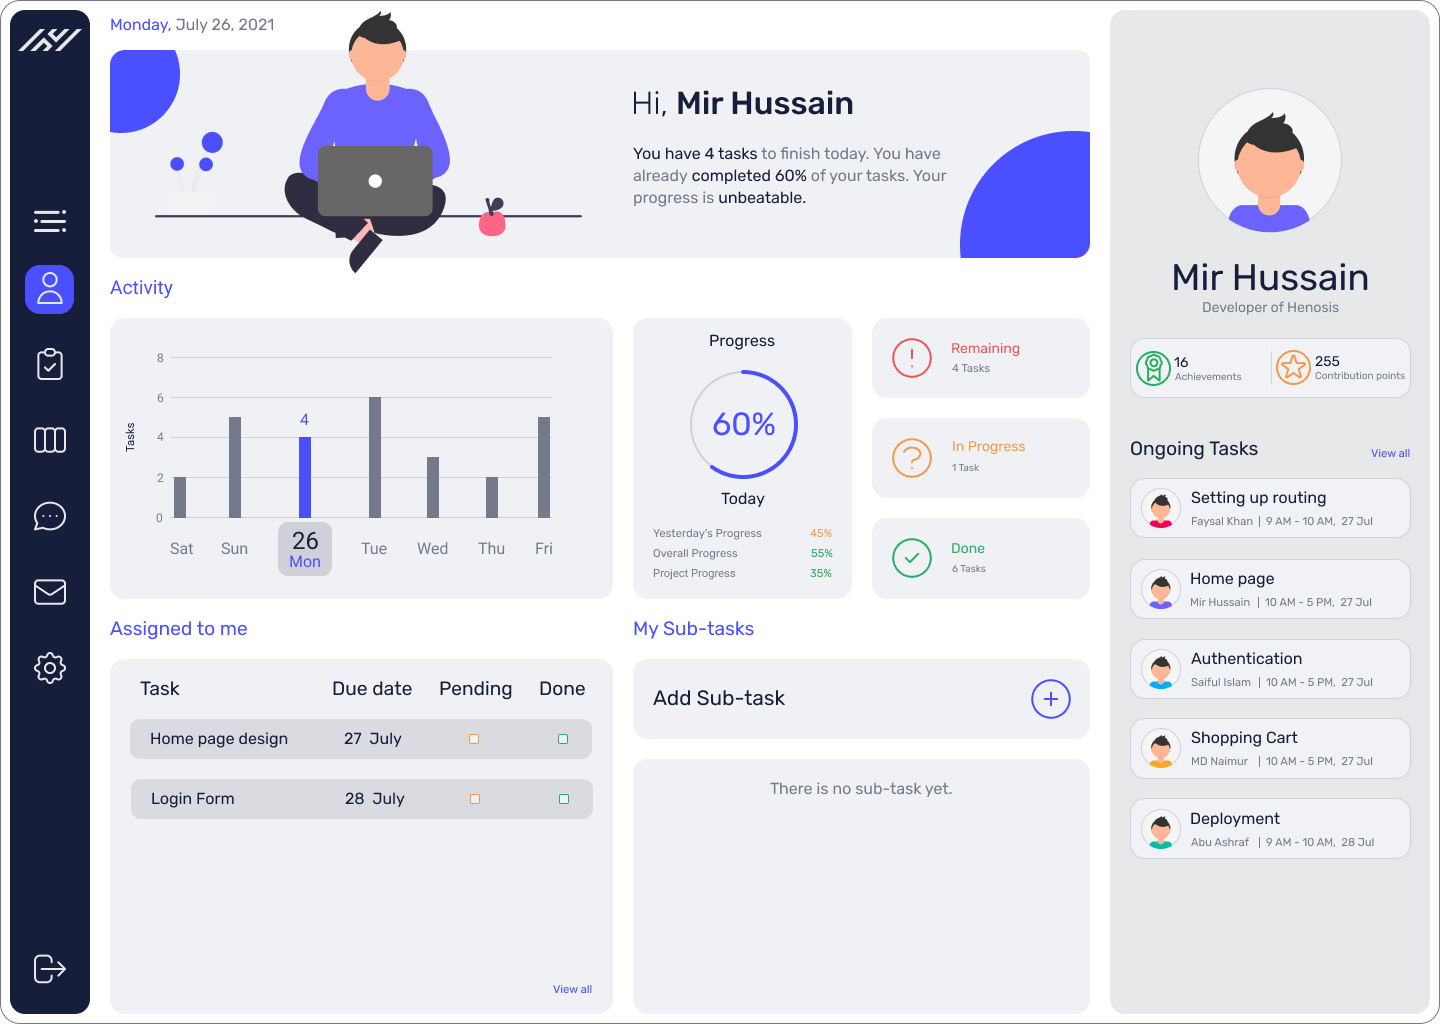 Monday, July 26, 2021
Hi, Mir Hussain
You have 4 tasks to finish today. You have
already completed 60% of your tasks. Your
progress is unbeatable.
Activity
Tasks
8
6
4
2
0
4
Sat Sun 26 Mon Tue Wed Thu Fri
Progress
60%
Today
Yesterday's Progress 45%
Overall Progress 55%
Project Progress 35%
Remaining
4 Tasks
In Progress
1 Task
Done
6 Tasks
Assigned to me
Task Due date Pending Done
Home page design 27 July
Login Form 28 July
View all
My Sub-tasks
Add Sub-task
There is no sub-task yet.
Mir Hussain
Developer of Henosis
16
Achievements
255
Contribution points
Ongoing Tasks
View all
Setting up routing
Faysal Khan | 9 AM - 10 AM, 27 Jul
Home page
Mir Hussain | 10 AM - 5 PM, 27 Jul
Authentication
Saiful Islam | 10 AM - 5 PM, 27 Jul
Shopping Cart
MD Naimur | 10 AM - 5 PM, 27 Jul
Deployment
Abu Ashraf | 9 AM - 10 AM, 28 Jul